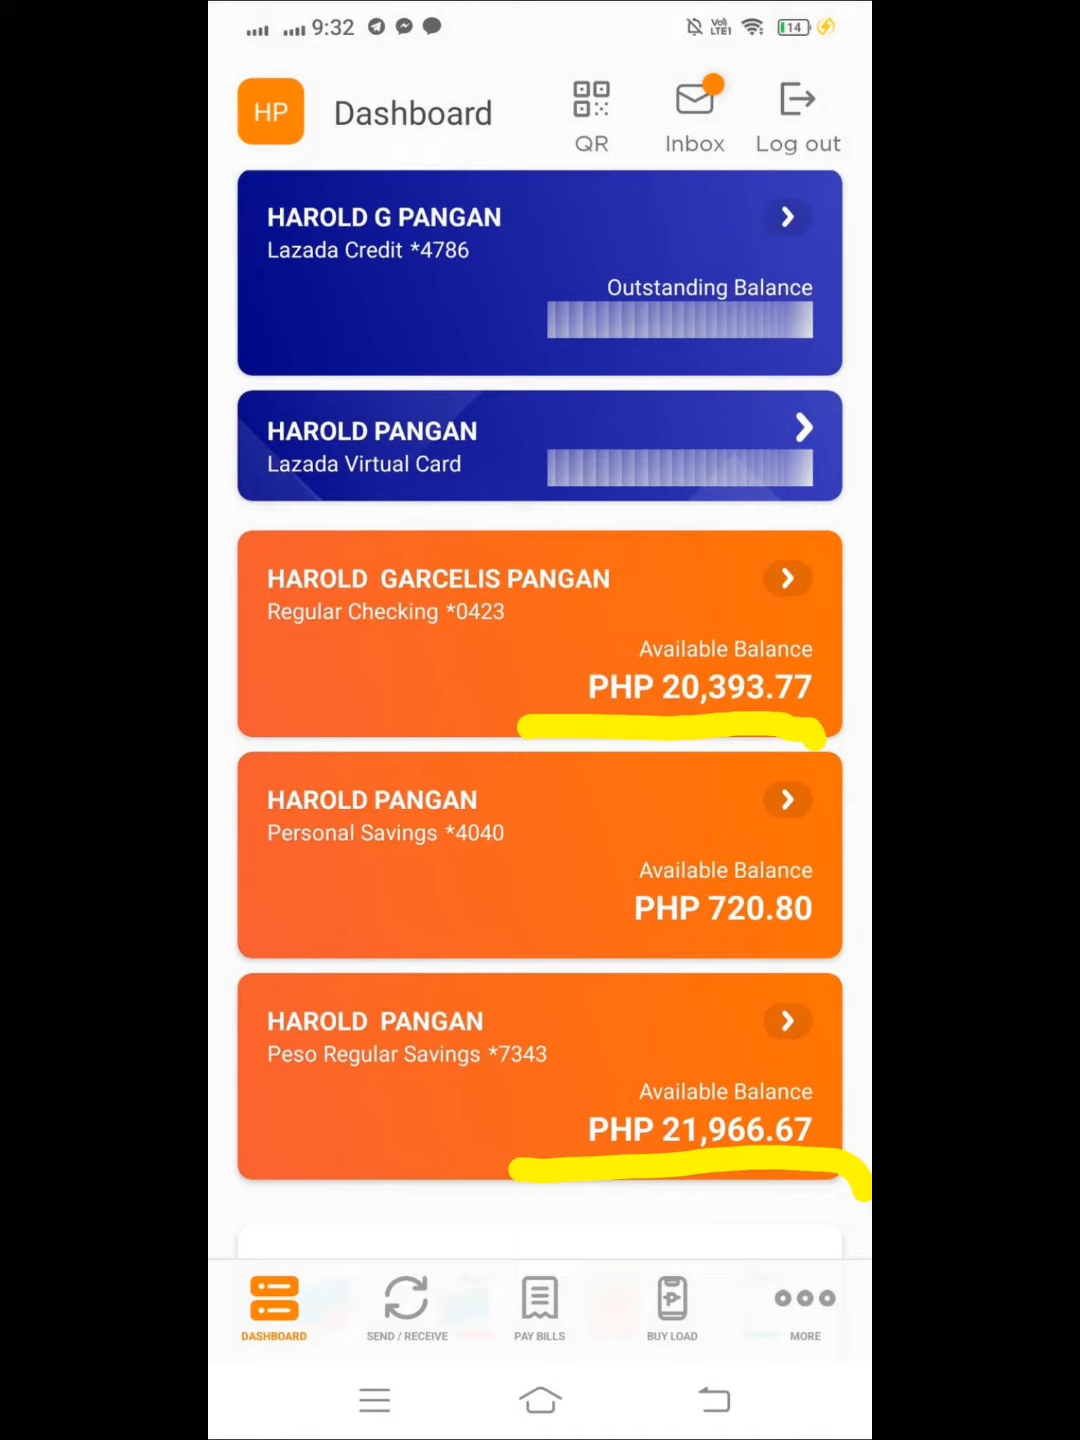 9:32
VoB
LTE1
14
HP
Dashboard
QR
Inbox
Log out
HAROLD G PANGAN
Lazada Credit *4786
Outstanding Balance
HAROLD PANGAN
Lazada Virtual Card
HAROLD GARCELIS PANGAN
Regular Checking *0423
Available Balance
PHP 20,393.77
HAROLD PANGAN
Personal Savings *4040
Available Balance
PHP 720.80
HAROLD PANGAN
Peso Regular Savings *7343
Available Balance
PHP 21,966.67
DASHBOARD
SEND / RECEIVE
PAY BILLS
BUY LOAD
MORE